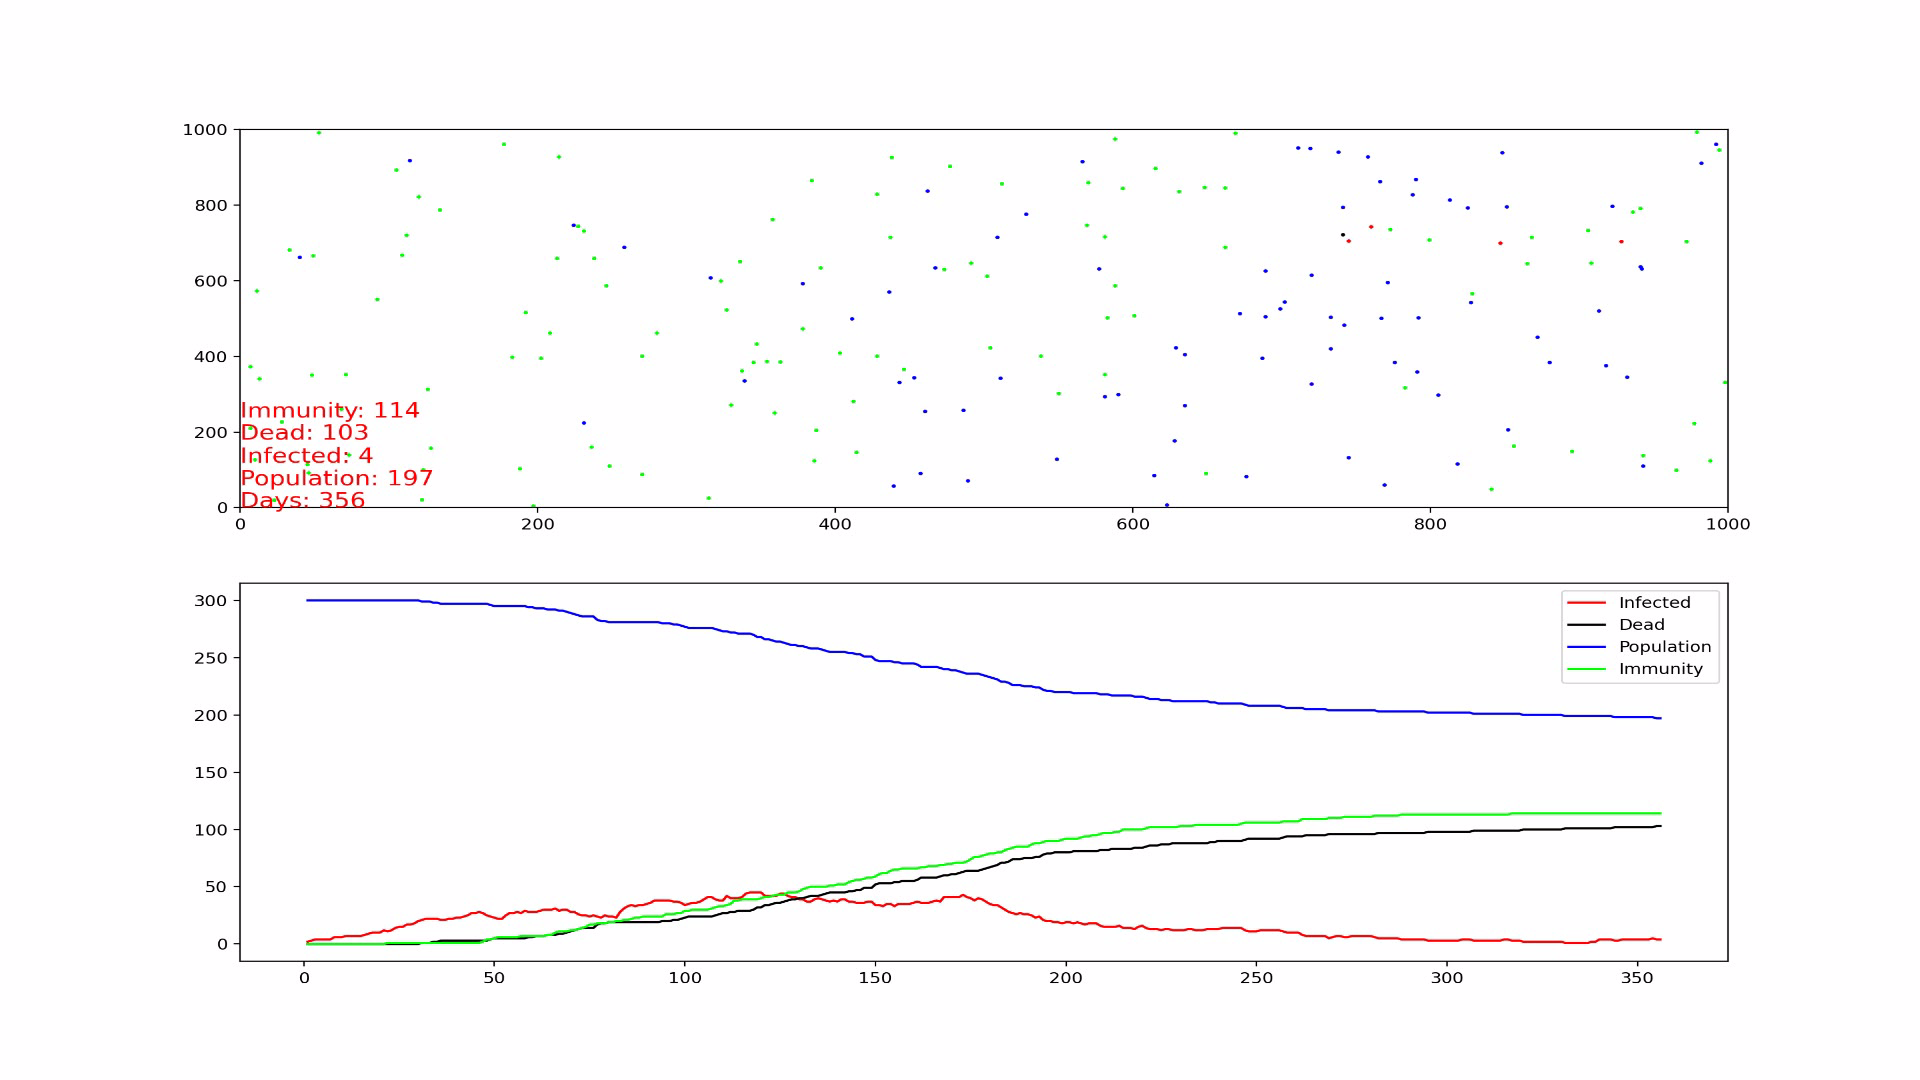 1000
800
600
400
200
0
Immunity: 114
Dead: 103
Infected: 4
Population: 197
Days: 356
0 200 400 600 800 1000
300
250
200
150
100
50
0
Infected
Dead
Population
Immunity
0 50 100 150 200 250 300 350